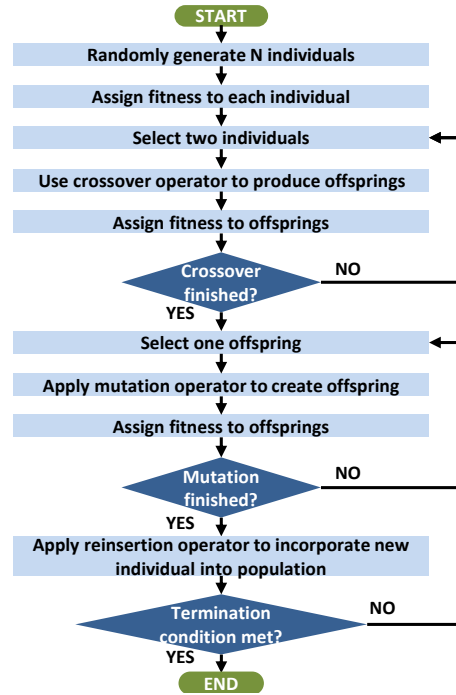 START
Randomly generate N individuals
Assign fitness to each individual
Select two individuals
Use crossover operator to produce offsprings
Assign fitness to offsprings
Crossover
finished?
NO
YES
Select one offspring
Apply mutation operator to create offspring
Assign fitness to offsprings
Mutation
finished?
NO
YES
Apply reinsertion operator to incorporate new
individual into population
Termination
condition met?
NO
YES
END